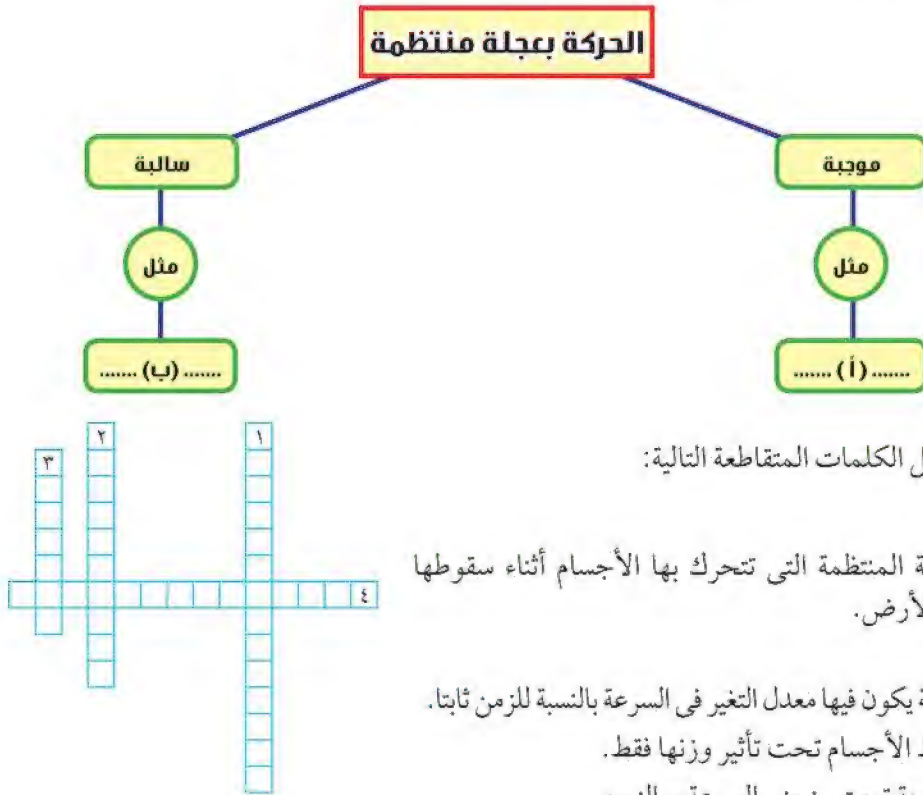 الحركة بعجلة منتظمة
موجبة
سالبة
مثل
مثل
....... (أ) .......
....... (ب) .......
١
٢
٣
٤
ل الكلمات المتقاطعة التالية:
ة المنتظمة التى تتحرك بها الأجسام أثناء سقوطها
لأرض.
ة يكون فيها معدل التغير فى السرعة بالنسبة للزمن ثابتا.
ط الأجسام تحت تأثير وزنها فقط.